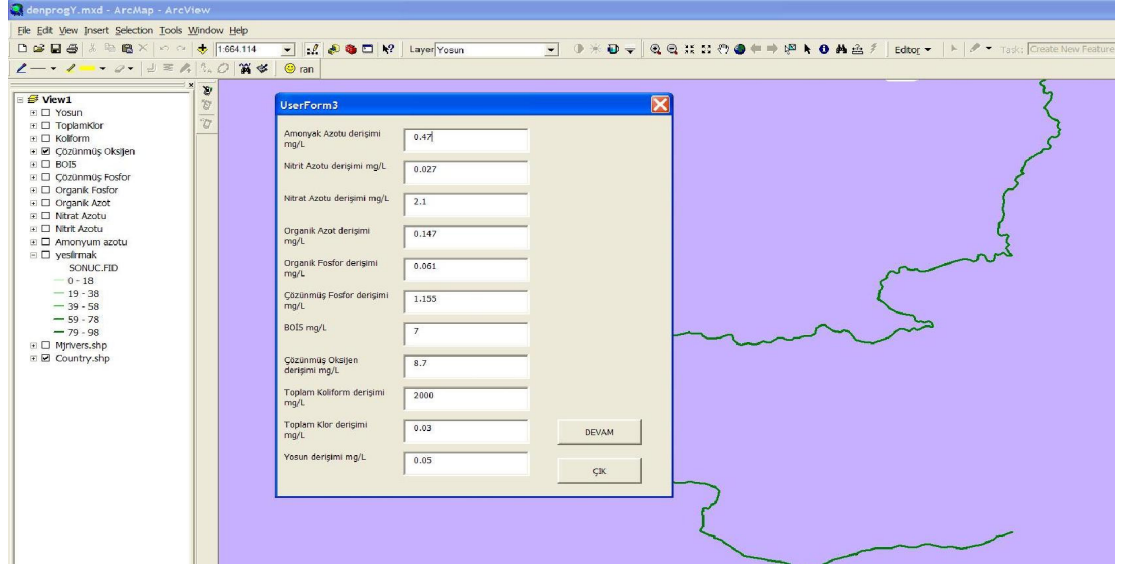 denprogY.mxd - ArcMap - ArcView
File Edit View Insert Selection Tools Window Help
1:664.114 Layer Yosun Editor Task: Create New Feature
ran
View1
Yosun
ToplamKlor
Koliform
Çözünmüş Oksijen
BOI5
Çözünmüş Fosfor
Organik Fosfor
Organik Azot
Nitrat Azotu
Nitrit Azotu
Amonyum azotu
yesilrmak
SONUC.FID
0 - 18
19 - 38
39 - 58
59 - 78
79 - 98
Mjrivers.shp
Country.shp
UserForm3
Amonyak Azotu derişimi
mg/L
0.47
Nitrit Azotu derişimi mg/L
0.027
Nitrat Azotu derişimi mg/L
2.1
Organik Azot derişimi
mg/L
0.147
Organik Fosfor derişimi
mg/L
0.061
Çözünmüş Fosfor derişimi
mg/L
1.155
BOI5 mg/L
7
Çözünmüş Oksijen
derişimi mg/L
8.7
Toplam Koliform derişimi
mg/L
2000
Toplam Klor derişimi
mg/L
0.03
Yosun derişimi mg/L
0.05
DEVAM
ÇIK